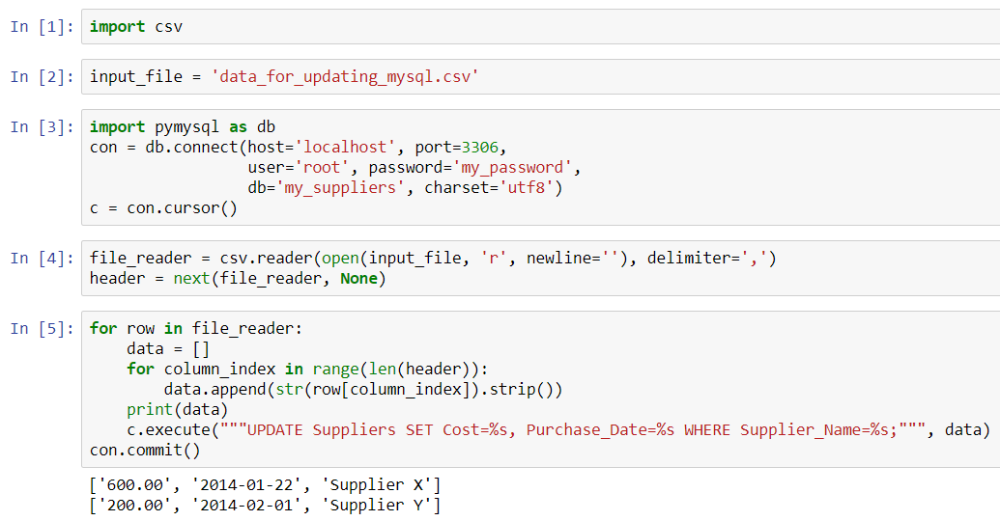 In [1]: import csv
In [2]: input_file = 'data_for_updating_mysql.csv'
In [3]: import pymysql as db
con = db.connect(host='localhost', port=3306,
                 user='root', password='my_password',
                 db='my_suppliers', charset='utf8')
c = con.cursor()
In [4]: file_reader = csv.reader(open(input_file, 'r', newline=''), delimiter=',')
header = next(file_reader, None)
In [5]: for row in file_reader:
    data = []
    for column_index in range(len(header)):
        data.append(str(row[column_index]).strip())
    print(data)
    c.execute("""UPDATE Suppliers SET Cost=%s, Purchase_Date=%s WHERE Supplier_Name=%s;""", data)
con.commit()
['600.00', '2014-01-22', 'Supplier X']
['200.00', '2014-02-01', 'Supplier Y']